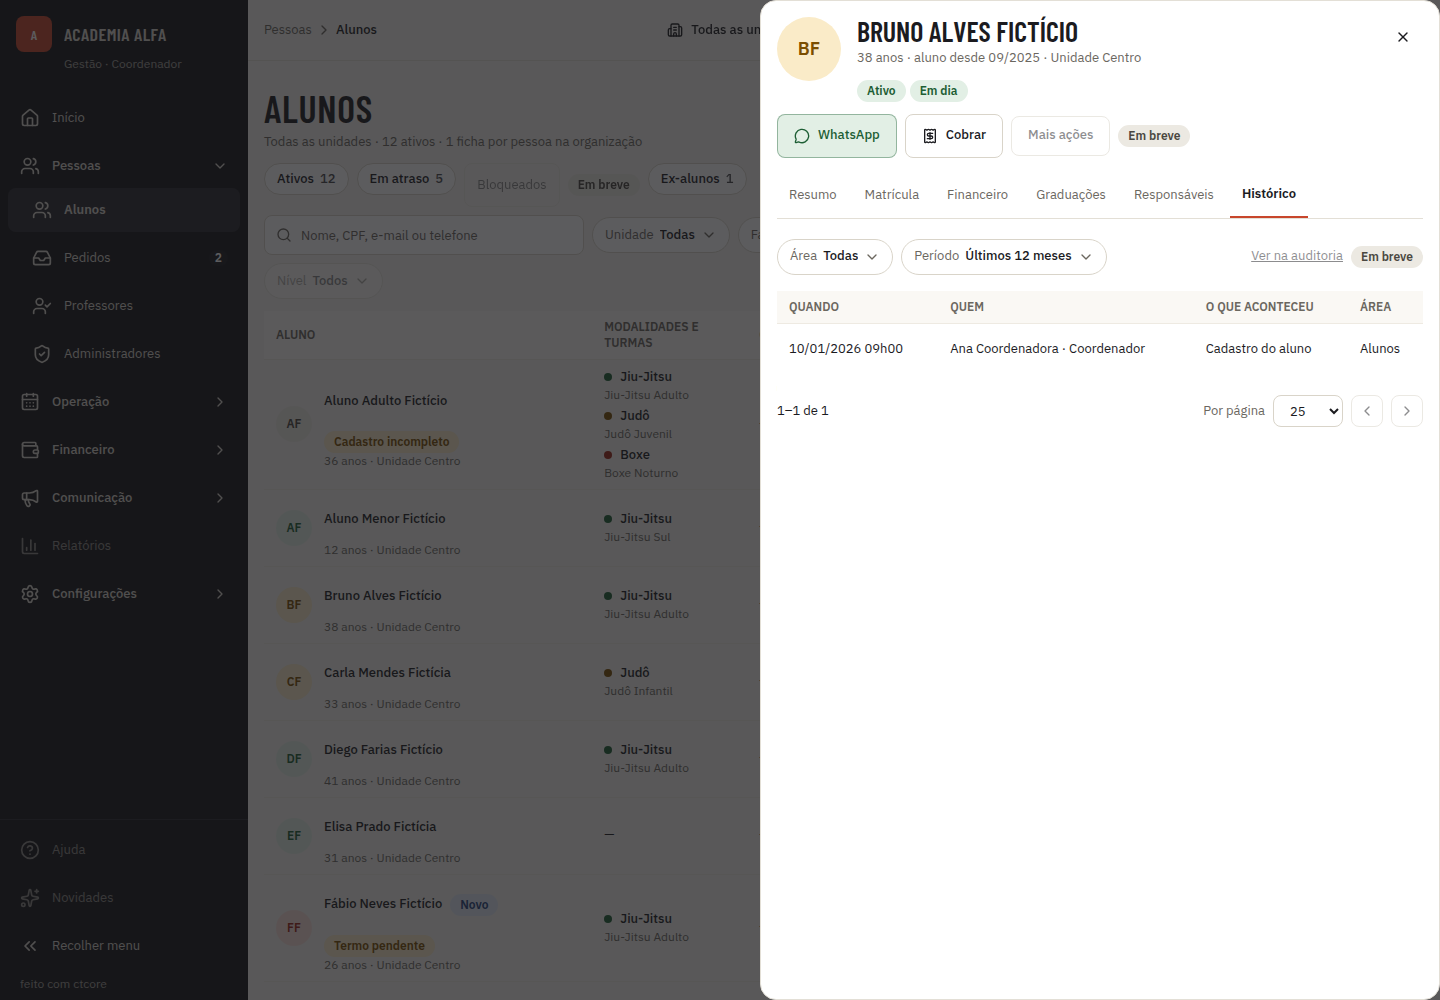 A
ACADEMIA ALFA
Gestão · Coordenador
Início
Pessoas
Alunos
Pedidos 2
Professores
Administradores
Operação
Financeiro
Comunicação
Relatórios
Configurações
Ajuda
Novidades
Recolher menu
feito com ctcore
Pessoas > Alunos
Todas as un
ALUNOS
Todas as unidades · 12 ativos · 1 ficha por pessoa na organização
Ativos 12 Em atraso 5 Bloqueados Em breve Ex-alunos 1
Nome, CPF, e-mail ou telefone
Unidade Todas
Nível Todos
ALUNO
MODALIDADES E
TURMAS
AF
Aluno Adulto Fictício
Cadastro incompleto
36 anos · Unidade Centro
Jiu-Jitsu
Jiu-Jitsu Adulto
Judô
Judô Juvenil
Boxe
Boxe Noturno
AF
Aluno Menor Fictício
12 anos · Unidade Centro
Jiu-Jitsu
Jiu-Jitsu Sul
BF
Bruno Alves Fictício
38 anos · Unidade Centro
Jiu-Jitsu
Jiu-Jitsu Adulto
CF
Carla Mendes Fictícia
33 anos · Unidade Centro
Judô
Judô Infantil
DF
Diego Farias Fictício
41 anos · Unidade Centro
Jiu-Jitsu
Jiu-Jitsu Adulto
EF
Elisa Prado Fictícia
31 anos · Unidade Centro
—
FF
Fábio Neves Fictício Novo
Termo pendente
26 anos · Unidade Centro
Jiu-Jitsu
Jiu-Jitsu Adulto
BF
BRUNO ALVES FICTÍCIO
38 anos · aluno desde 09/2025 · Unidade Centro
Ativo Em dia
WhatsApp Cobrar Mais ações Em breve
Resumo Matrícula Financeiro Graduações Responsáveis Histórico
Área Todas Período Últimos 12 meses Ver na auditoria Em breve
QUANDO QUEM O QUE ACONTECEU ÁREA
10/01/2026 09h00 Ana Coordenadora · Coordenador Cadastro do aluno Alunos
1–1 de 1 Por página 25